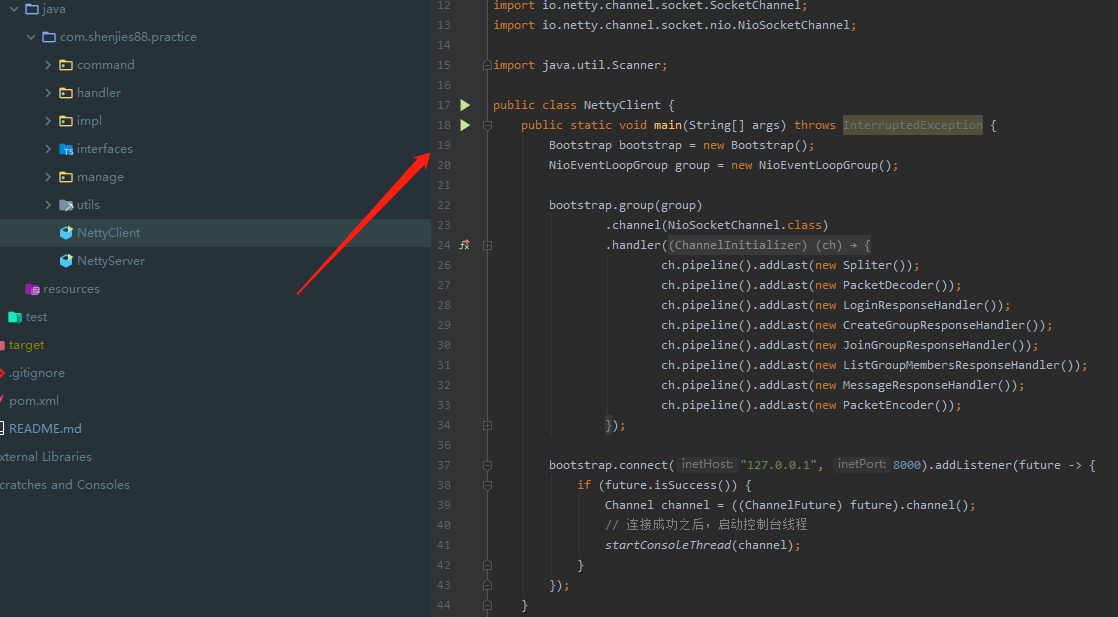 java
com.shenjies88.practice
command
handler
impl
interfaces
manage
utils
NettyClient
NettyServer
resources
test
target
.gitignore
pom.xml
README.md
xternal Libraries
cratches and Consoles
12 import io.netty.channel.socket.SocketChannel;
13 import io.netty.channel.socket.nio.NioSocketChannel;
14
15 import java.util.Scanner;
16
17 public class NettyClient {
18 public static void main(String[] args) throws InterruptedException {
19 Bootstrap bootstrap = new Bootstrap();
20 NioEventLoopGroup group = new NioEventLoopGroup();
21
22 bootstrap.group(group)
23 .channel(NioSocketChannel.class)
24 .handler((ChannelInitializer) (ch) → {
26 ch.pipeline().addLast(new Spliter());
27 ch.pipeline().addLast(new PacketDecoder());
28 ch.pipeline().addLast(new LoginResponseHandler());
29 ch.pipeline().addLast(new CreateGroupResponseHandler());
30 ch.pipeline().addLast(new JoinGroupResponseHandler());
31 ch.pipeline().addLast(new ListGroupMembersResponseHandler());
32 ch.pipeline().addLast(new MessageResponseHandler());
33 ch.pipeline().addLast(new PacketEncoder());
34 });
36
37 bootstrap.connect( inetHost: "127.0.0.1", inetPort: 8000).addListener(future -> {
38 if (future.isSuccess()) {
39 Channel channel = ((ChannelFuture) future).channel();
40 // 连接成功之后，启动控制台线程
41 startConsoleThread(channel);
42 }
43 });
44 }